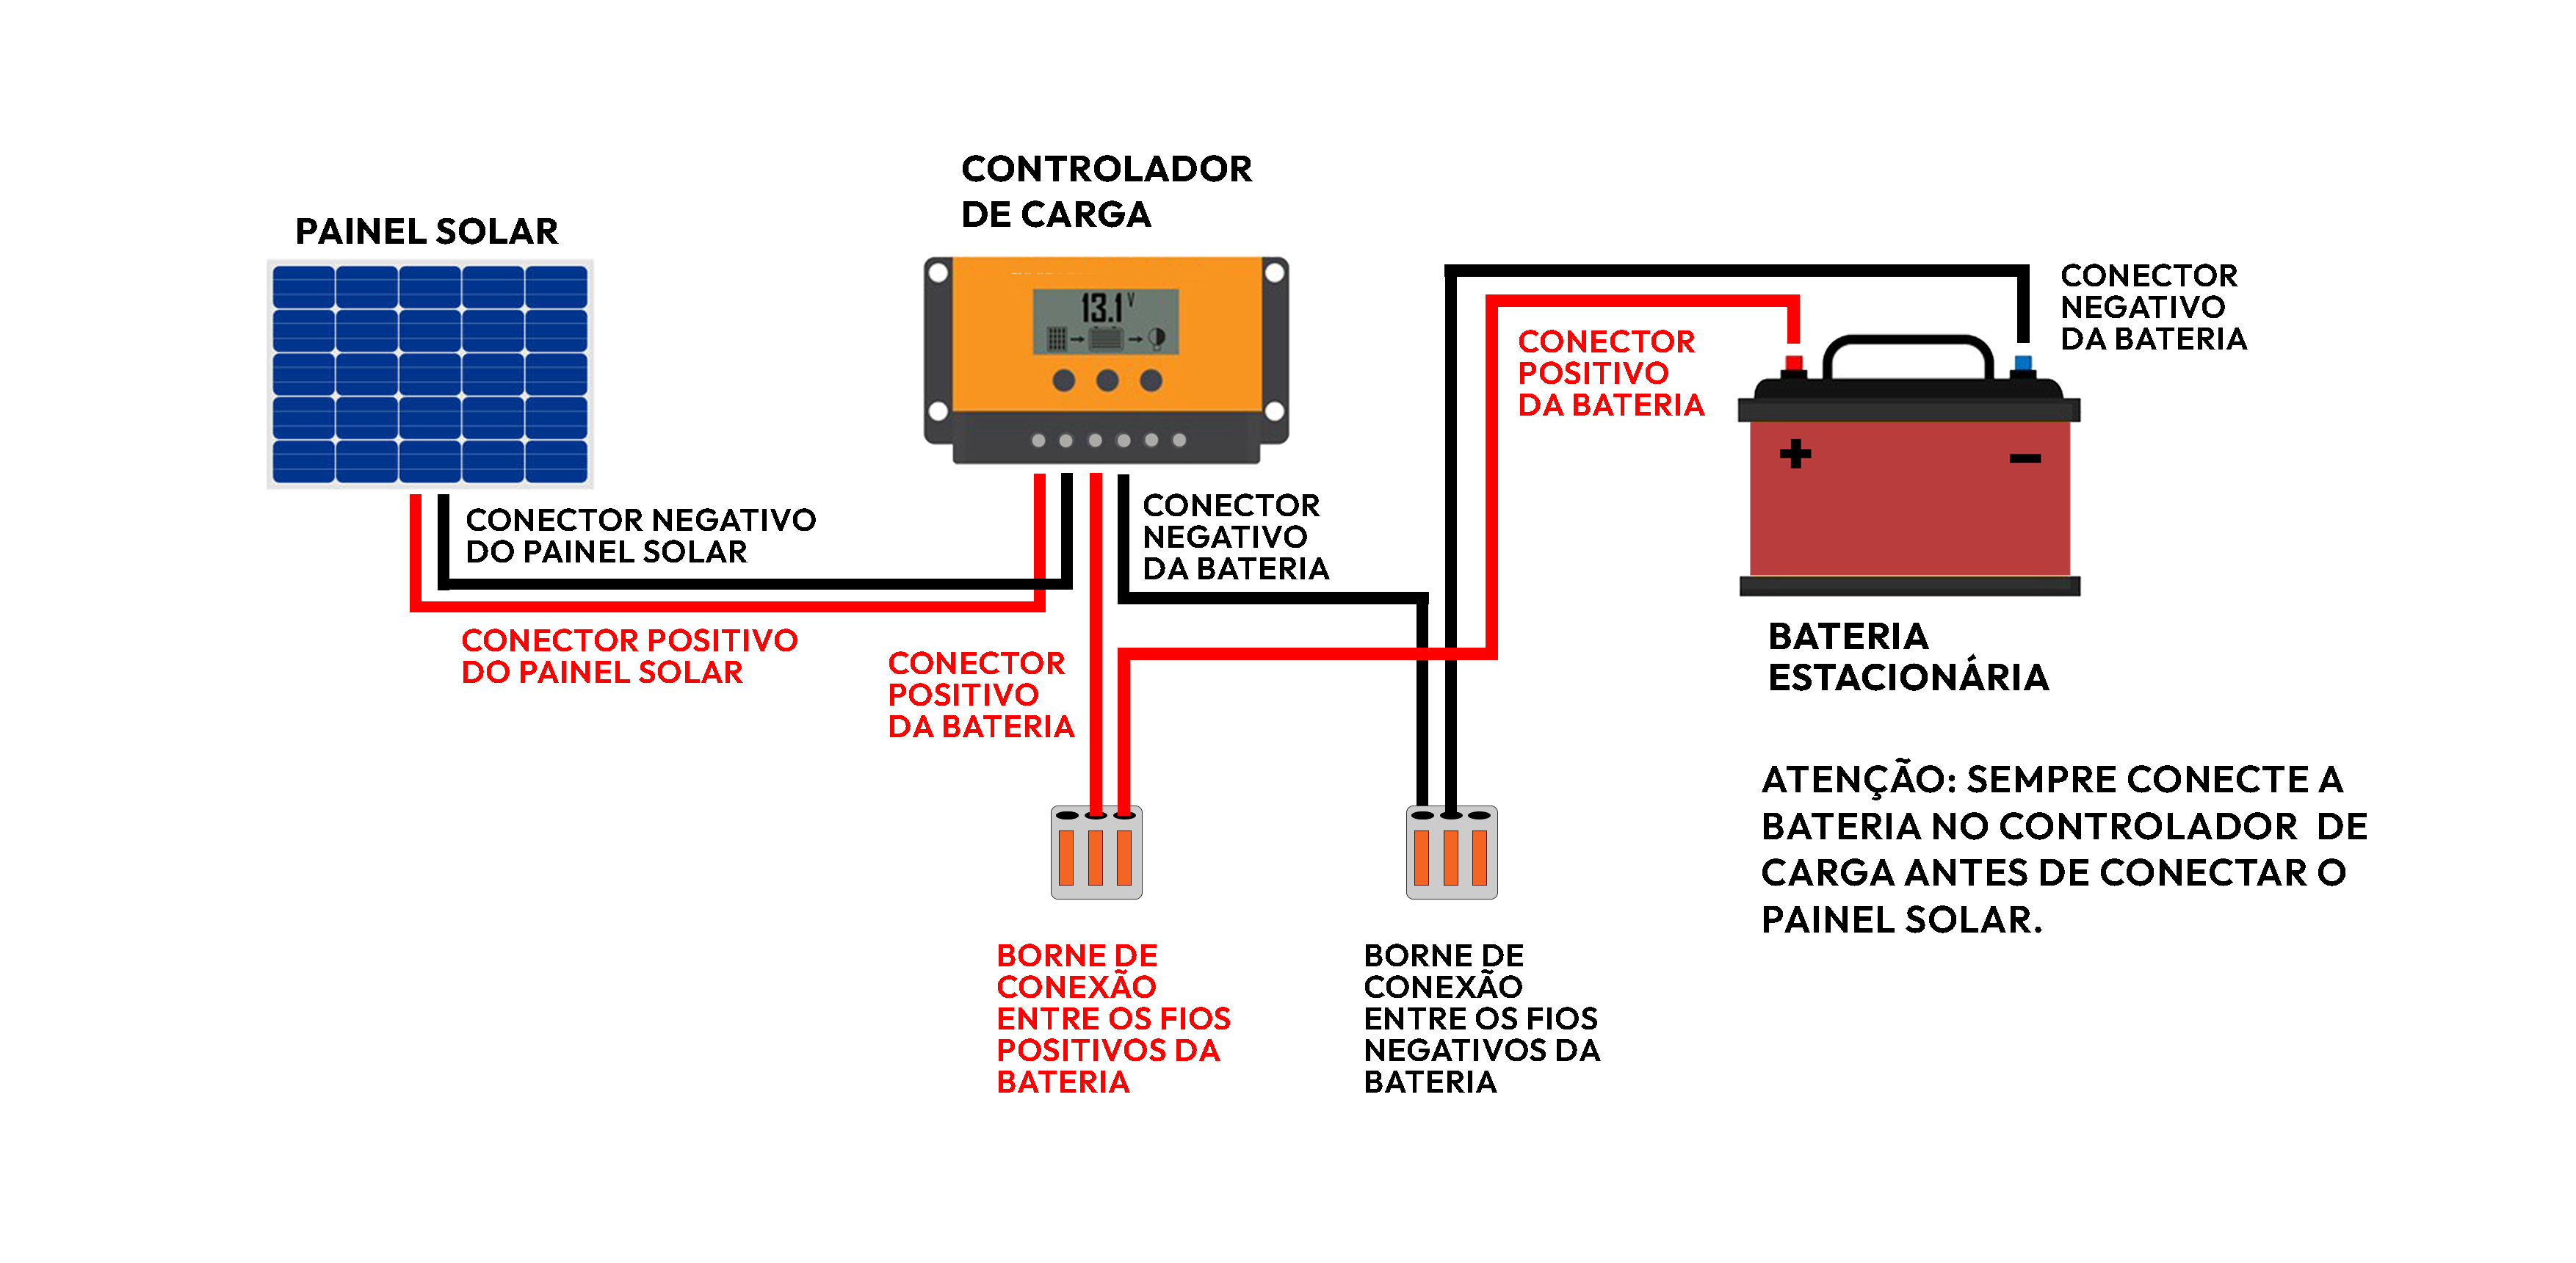 CONTROLADOR
DE CARGA
PAINEL SOLAR
13.1 V
CONECTOR
NEGATIVO
DA BATERIA
CONECTOR
POSITIVO
DA BATERIA
+
–
CONECTOR NEGATIVO
DO PAINEL SOLAR
CONECTOR
NEGATIVO
DA BATERIA
CONECTOR POSITIVO
DO PAINEL SOLAR
CONECTOR
POSITIVO
DA BATERIA
BATERIA
ESTACIONÁRIA
ATENÇÃO: SEMPRE CONECTE A
BATERIA NO CONTROLADOR DE
CARGA ANTES DE CONECTAR O
PAINEL SOLAR.
BORNE DE
CONEXÃO
ENTRE OS FIOS
POSITIVOS DA
BATERIA
BORNE DE
CONEXÃO
ENTRE OS FIOS
NEGATIVOS DA
BATERIA